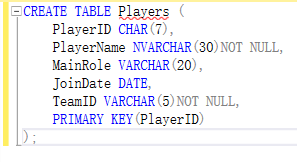 CREATE TABLE Players (
PlayerID CHAR(7),
PlayerName NVARCHAR(30)NOT NULL,
MainRole VARCHAR(20),
JoinDate DATE,
TeamID VARCHAR(5)NOT NULL,
PRIMARY KEY(PlayerID)
);